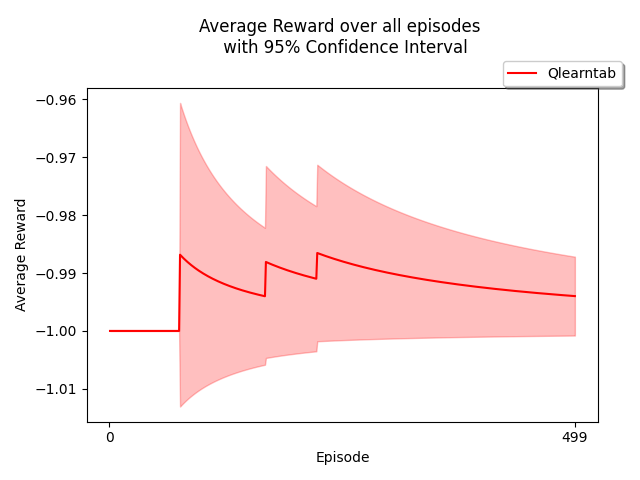 Average Reward over all episodes
with 95% Confidence Interval
Qlearntab
−0.96
−0.97
−0.98
−0.99
−1.00
−1.01
Average Reward
0
499
Episode